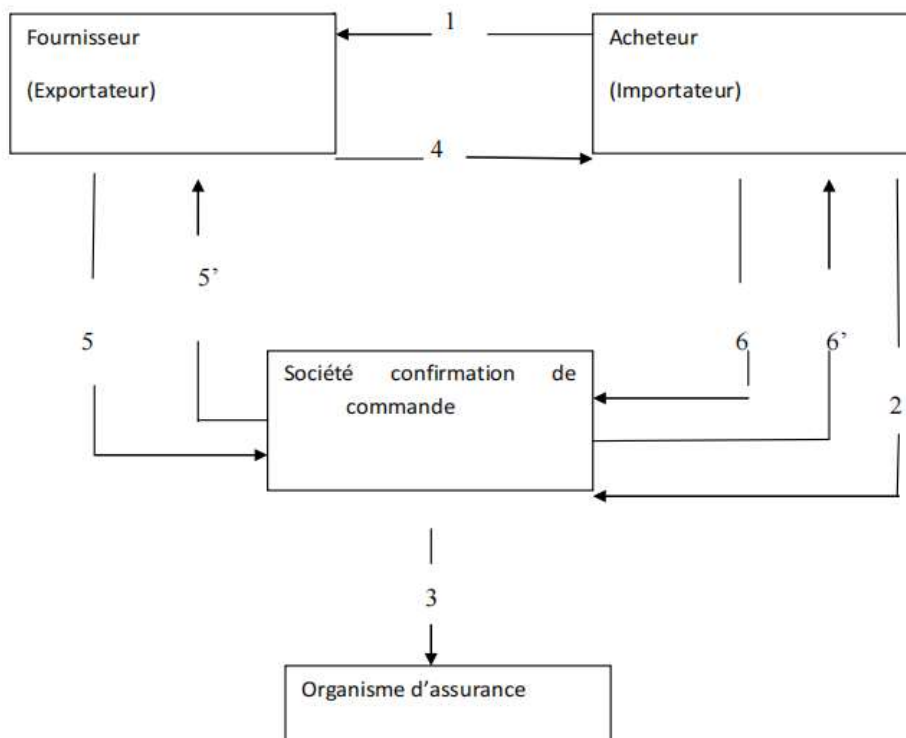 1
Fournisseur
(Exportateur)
Acheteur
(Importateur)
4
5’
5
6
6’
Société confirmation de
commande
2
3
Organisme d’assurance